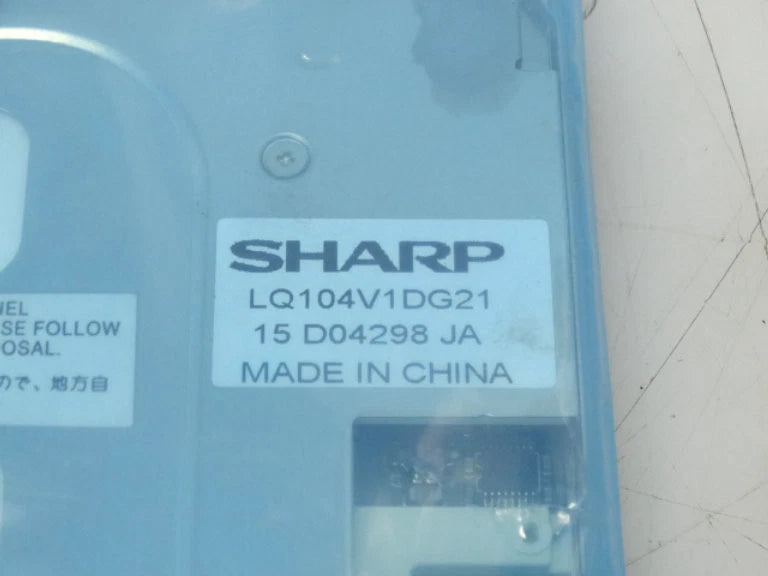 SHARP
LQ104V1DG21
15 D04298 JA
MADE IN CHINA
NEL
SE FOLLOW
OSAL.
ので、地方自